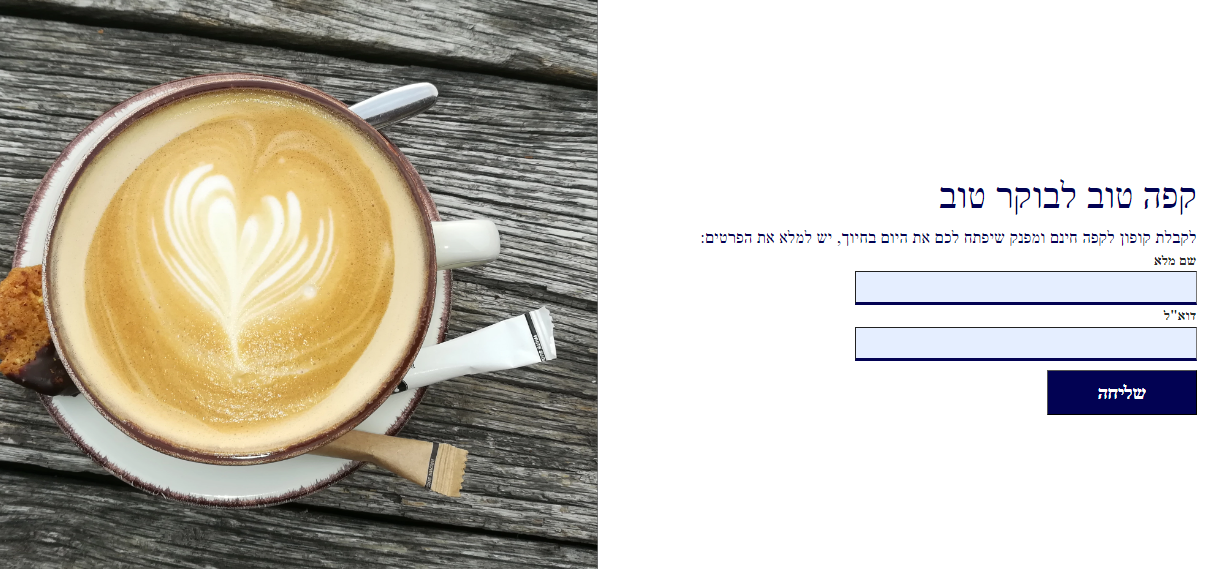 קפה טוב לבוקר טוב
לקבלת קופון לקפה חינם ומפנק שיפתח לכם את היום בחיוך, יש למלא את הפרטים:
שם מלא
דוא"ל
שליחה